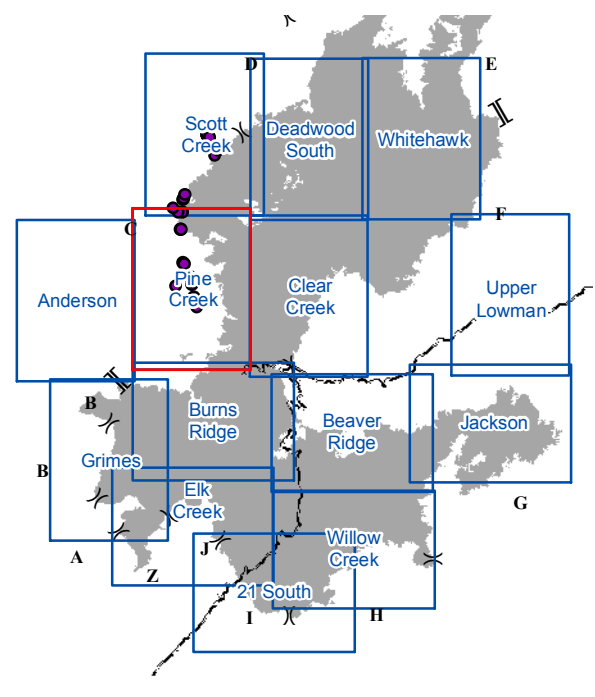 D
E
Scott
Creek
Deadwood
South
Whitehawk
C
F
Anderson
Pine
Creek
Clear
Creek
Upper
Lowman
B
Burns
Ridge
Beaver
Ridge
Jackson
B
Grimes
Elk
Creek
G
A
Z
J
Willow
Creek
21 South
I
H